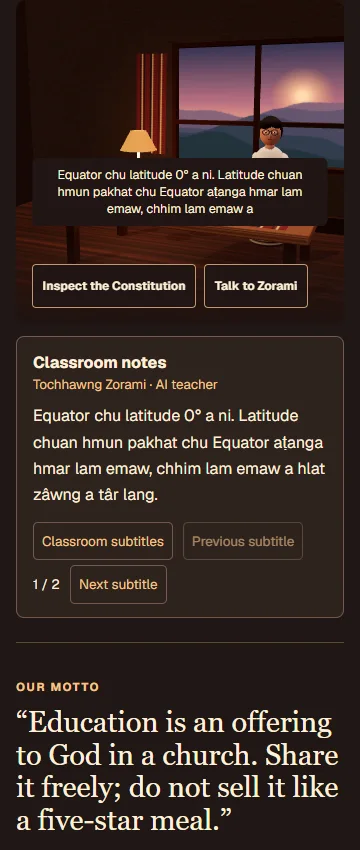 Equator chu latitude 0° a ni. Latitude chuan
hmun pakhat chu Equator aṭanga hmar lam
emaw, chhim lam emaw a
Inspect the Constitution
Talk to Zorami
Classroom notes
Tochhawng Zorami · AI teacher
Equator chu latitude 0° a ni. Latitude
chuan hmun pakhat chu Equator aṭanga
hmar lam emaw, chhim lam emaw a hlat
zâwng a târ lang.
Classroom subtitles
Previous subtitle
1 / 2
Next subtitle
OUR MOTTO
“Education is an offering
to God in a church. Share
it freely; do not sell it like
a five-star meal.”